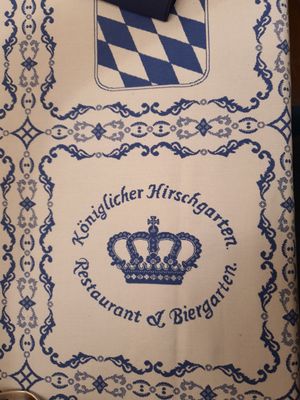 Königlicher Hirschgarten.
Restaurant & Biergarten.